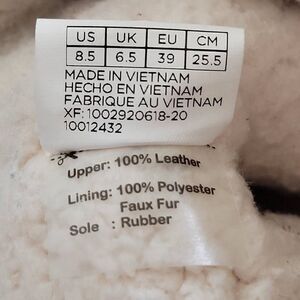 US UK EU CM
8.5 6.5 39 25.5
MADE IN VIETNAM
HECHO EN VIETNAM
FABRIQUE AU VIETNAM
XF: 1002920618-20
10012432
Upper: 100% Leather
Lining: 100% Polyester
Faux Fur
Sole : Rubber